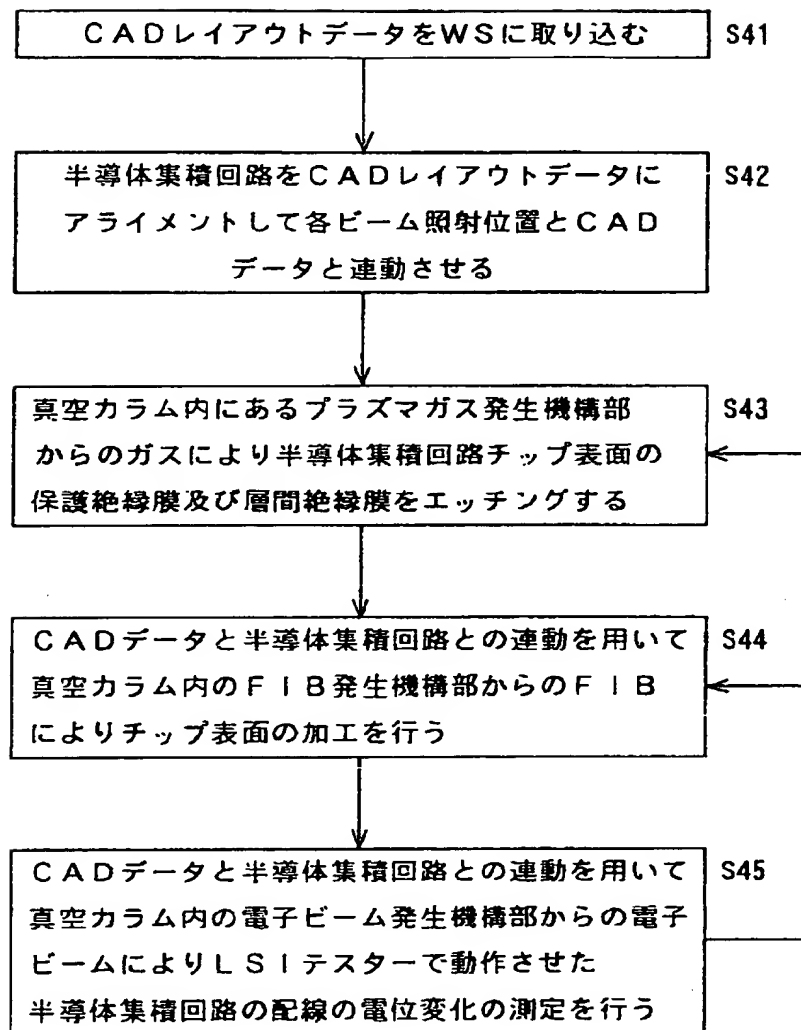 CADレイアウトデータをWSに取り込む
S41
半導体集積回路をCADレイアウトデータに
アライメントして各ビーム照射位置とCAD
データと連動させる
S42
真空カラム内にあるプラズマガス発生機構部
からのガスにより半導体集積回路チップ表面の
保護絶縁膜及び層間絶縁膜をエッチングする
S43
CADデータと半導体集積回路との連動を用いて
真空カラム内のFIB発生機構部からのFIB
によりチップ表面の加工を行う
S44
CADデータと半導体集積回路との連動を用いて
真空カラム内の電子ビーム発生機構部からの電子
ビームによりLSIテスターで動作させた
半導体集積回路の配線の電位変化の測定を行う
S45